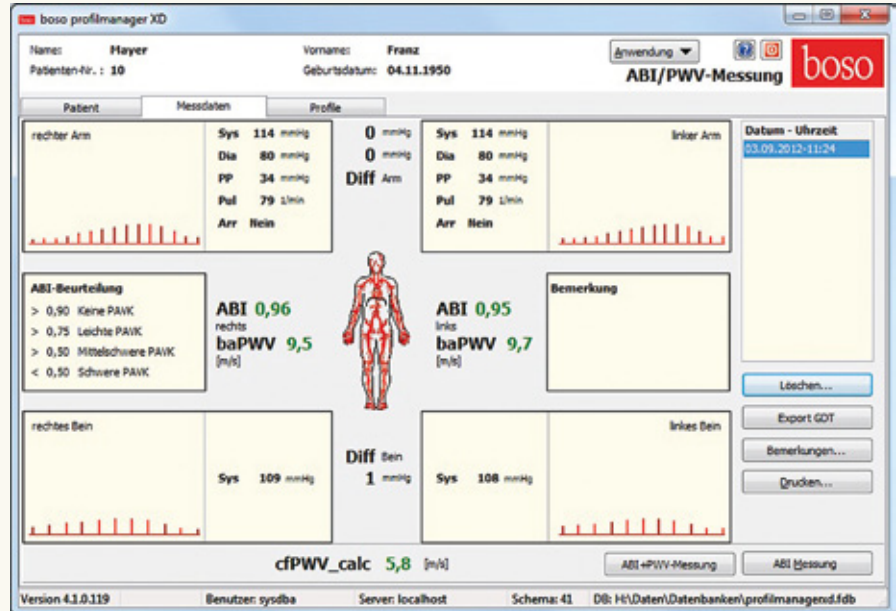 boso profilmanager XD
Name: Mayer Vorname: Franz
Patienten-Nr. : 10 Geburtsdatum: 04.11.1950
Anwendung
ABI/PWV-Messung
boso
Patient Messdaten Profile
rechter Arm
Sys 114 mmHg
Dia 80 mmHg
PP 34 mmHg
Pul 79 1/min
Arr Nein
0 mmHg
0 mmHg
Diff Arm
Sys 114 mmHg
Dia 80 mmHg
PP 34 mmHg
Pul 79 1/min
Arr Nein
linker Arm
Datum - Uhrzeit
03.09.2012-11:24
ABI-Beurteilung
> 0,90 Keine PAVK
> 0,75 Leichte PAVK
> 0,50 Mittelschwere PAVK
< 0,50 Schwere PAVK
ABI 0,96
rechts
baPWV 9,5
[m/s]
ABI 0,95
links
baPWV 9,7
[m/s]
Bemerkung
Löschen...
Export GDT
Bemerkungen...
Drucken...
rechtes Bein
Sys 109 mmHg
Diff Bein
1 mmHg
Sys 108 mmHg
linkes Bein
cfPWV_calc 5,8 [m/s]
ABI+PWV-Messung
ABI Messung
Version 4.1.0.119 Benutzer: sysdba Server: localhost Schema: 41 DB: H:\Daten\Datenbanken\profilmanagerxd.fdb